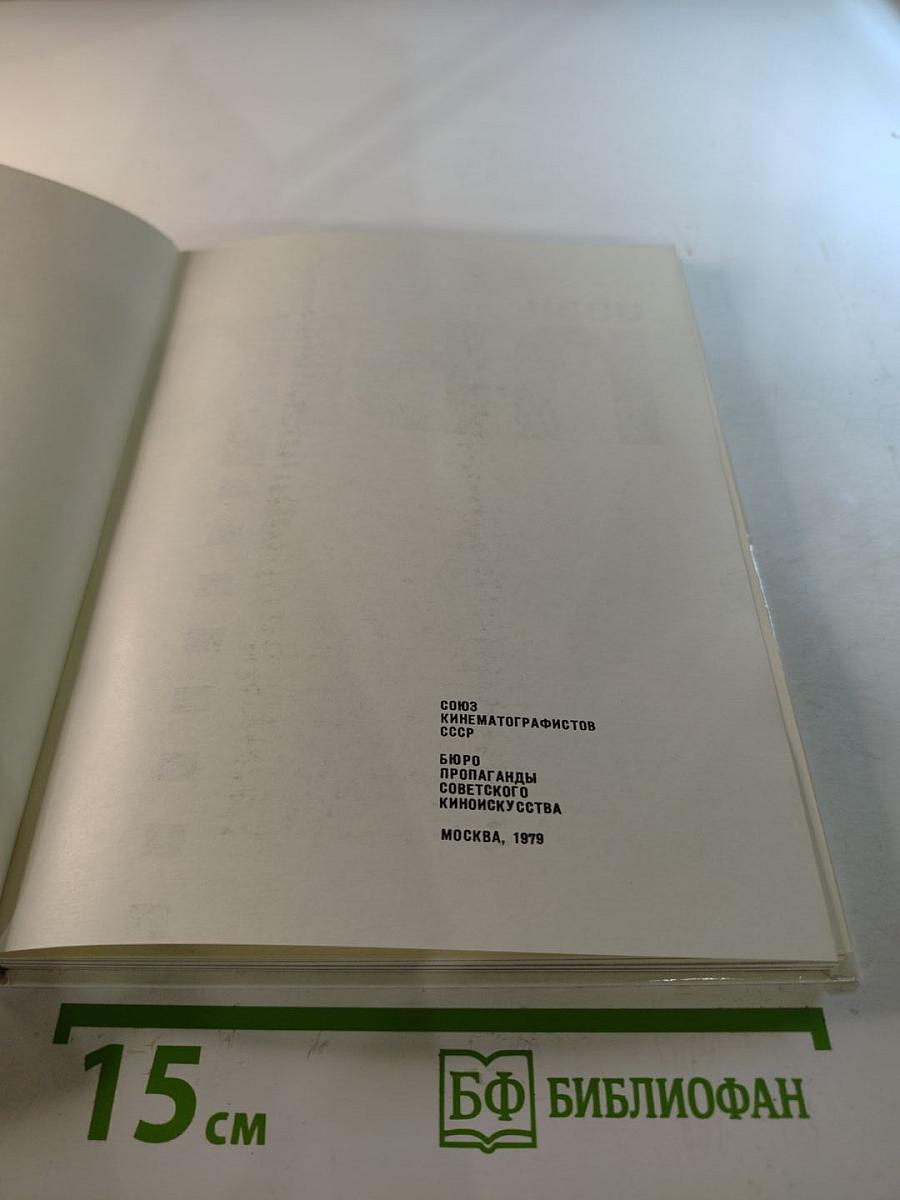 СОЮЗ
КИНЕМАТОГРАФИСТОВ
СССР
БЮРО
ПРОПАГАНДЫ
СОВЕТСКОГО
КИНОИСКУССТВА
МОСКВА, 1979
15 см
БФ БИБЛИОФАН